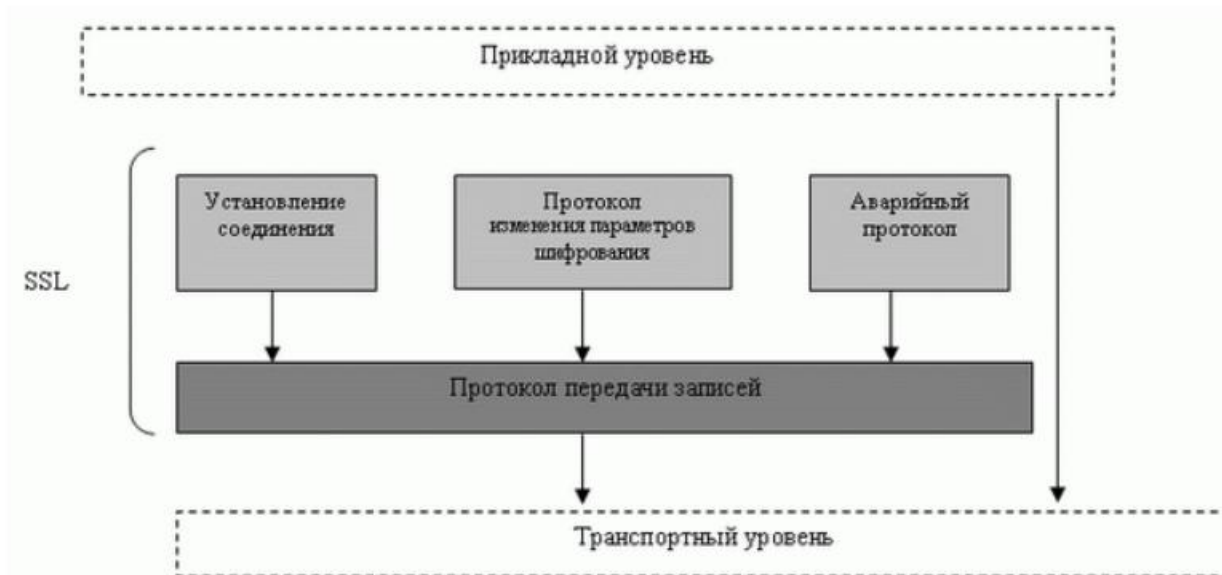 Прикладной уровень
Установление
соединения
Протокол
изменения параметров
шифрования
Аварийный
протокол
SSL
Протокол передачи записей
Транспортный уровень